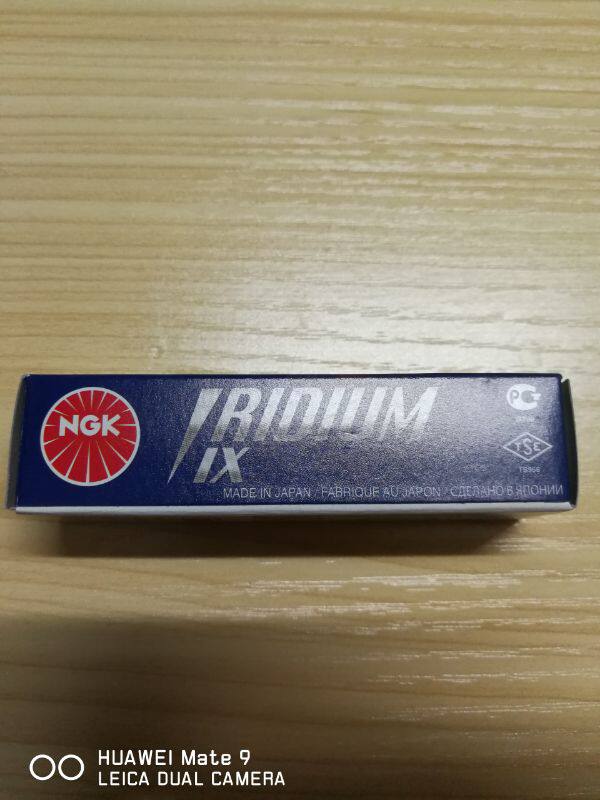 NGK
IRIDIUM
IX
MADE IN JAPAN / FABRIQUE AU JAPON / СДЕЛАНО В ЯПОНИИ
TSE
HUAWEI Mate 9
LEICA DUAL CAMERA